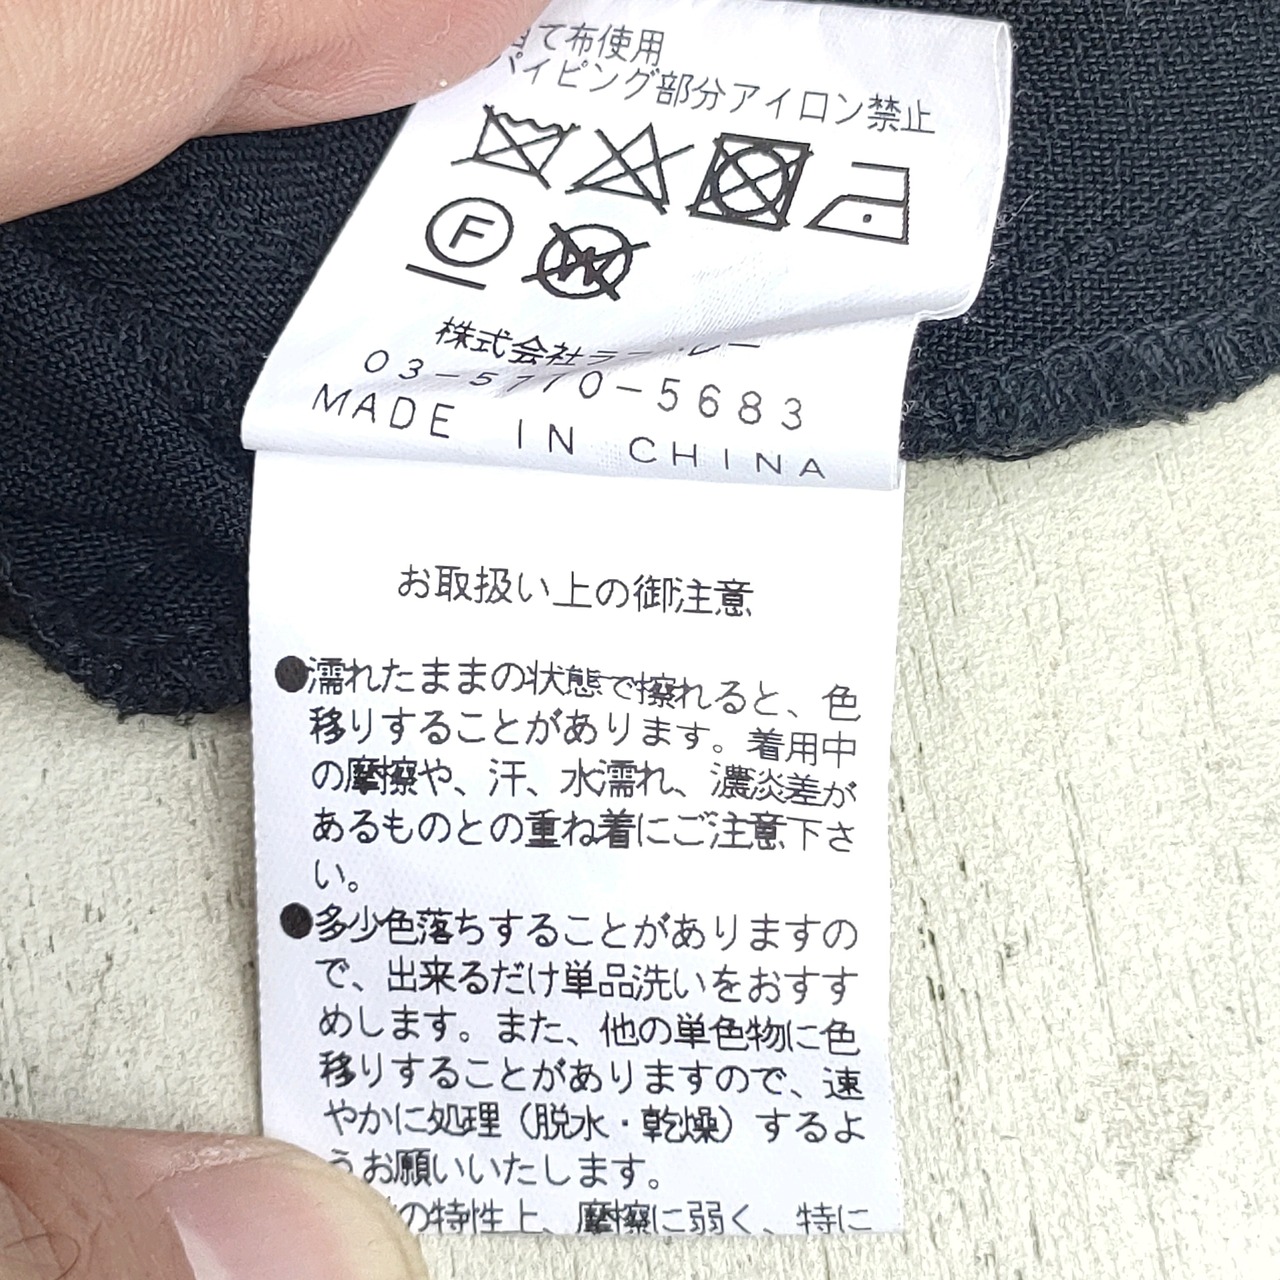 当て布使用
パイピング部分アイロン禁止
F
W
株式会社
03-5770-5683
MADE IN CHINA
お取扱い上の御注意
●濡れたままの状態で擦れると、色
移りすることがあります。着用中
の摩擦や、汗、水濡れ、濃淡差が
あるものとの重ね着にご注意下さ
い。
●多少色落ちすることがありますの
で、出来るだけ単品洗いをおすす
めします。また、他の単色物に色
移りすることがありますので、速
やかに処理（脱水・乾燥）するよ
うお願いいたします。
の特性上、摩擦に弱く、特に